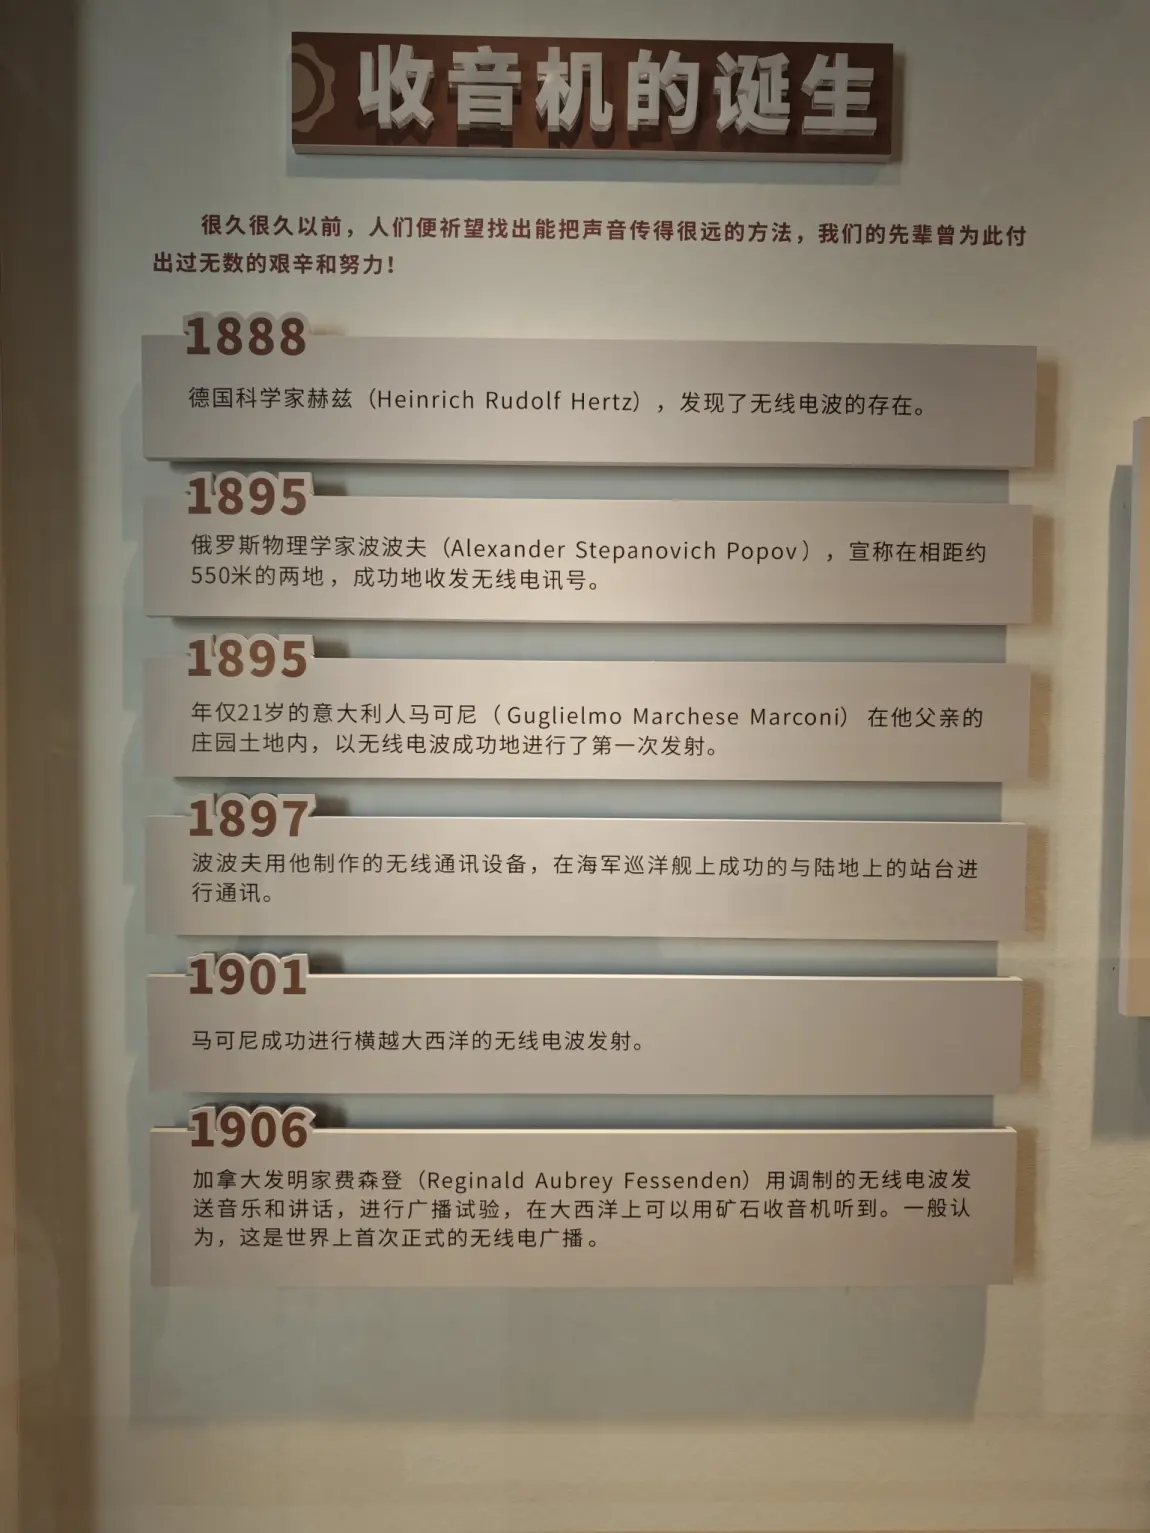 收音机的诞生
很久很久以前，人们便祈望找出能把声音传得很远的方法，我们的先辈曾为此付
出过无数的艰辛和努力！
1888
德国科学家赫兹（Heinrich Rudolf Hertz），发现了无线电波的存在。
1895
俄罗斯物理学家波波夫（Alexander Stepanovich Popov），宣称在相距约
550米的两地，成功地收发无线电讯号。
1895
年仅21岁的意大利人马可尼（Guglielmo Marchese Marconi）在他父亲的
庄园土地内，以无线电波成功地进行了第一次发射。
1897
波波夫用他制作的无线通讯设备，在海军巡洋舰上成功的与陆地上的站台进
行通讯。
1901
马可尼成功进行横越大西洋的无线电波发射。
1906
加拿大发明家费森登（Reginald Aubrey Fessenden）用调制的无线电波发
送音乐和讲话，进行广播试验，在大西洋上可以用矿石收音机听到。一般认
为，这是世界上首次正式的无线电广播。